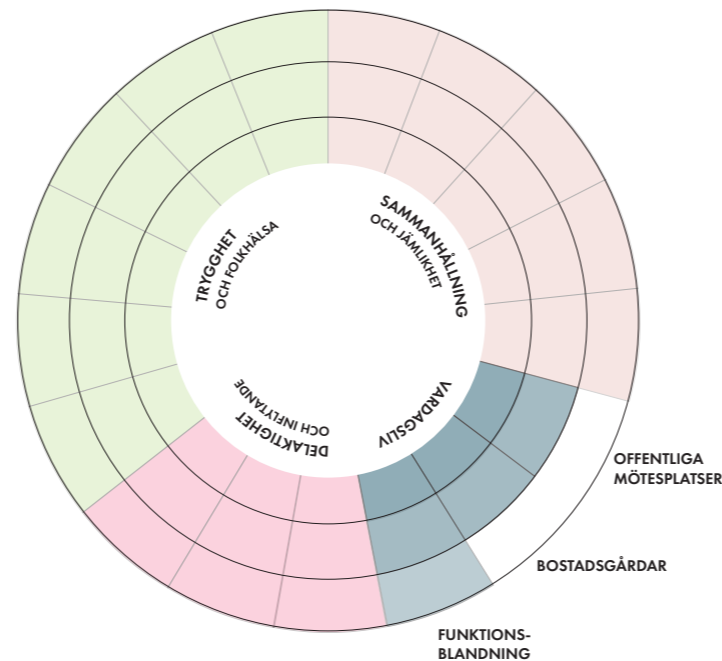 SAMMANHÅLLNING
OCH JÄMLIKHET
TRYGGHET
OCH FOLKHÄLSA
VARDAGSLIV
DELAKTIGHET
OCH INFLYTANDE
OFFENTLIGA
MÖTESPLATSER
BOSTADSGÅRDAR
FUNKTIONS-
BLANDNING